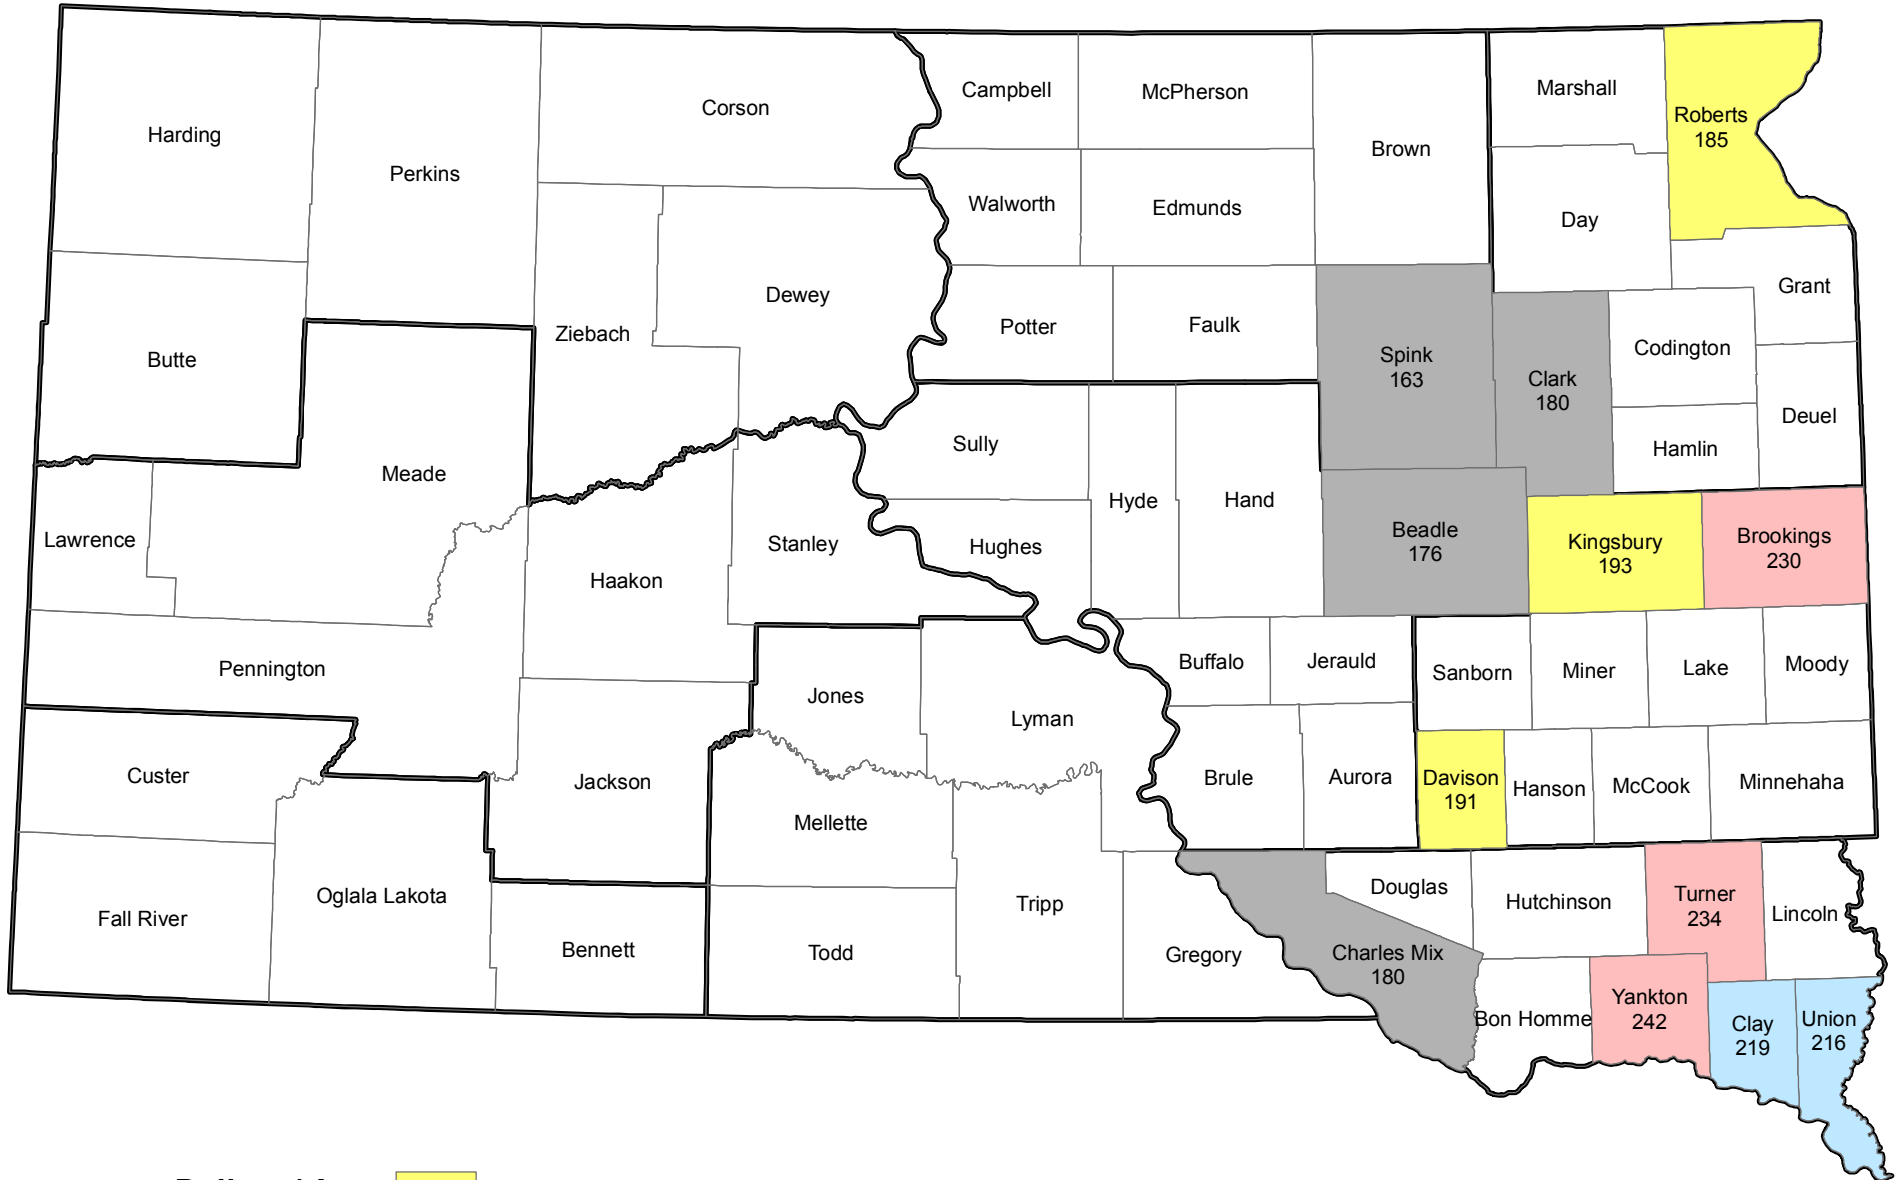 Harding
Perkins
Corson
Campbell
McPherson
Brown
Marshall
Roberts
185
Walworth
Edmunds
Day
Butte
Ziebach
Dewey
Potter
Faulk
Spink
163
Clark
180
Codington
Grant
Deuel
Hamlin
Meade
Lawrence
Haakon
Stanley
Sully
Hughes
Hyde
Hand
Beadle
176
Kingsbury
193
Brookings
230
Pennington
Jones
Lyman
Buffalo
Jerauld
Sanborn
Miner
Lake
Moody
Custer
Jackson
Mellette
Brule
Aurora
Davison
191
Hanson
McCook
Minnehaha
Fall River
Oglala Lakota
Bennett
Todd
Tripp
Gregory
Charles Mix
180
Douglas
Hutchinson
Turner
234
Lincoln
Bon Homme
Yankton
242
Clay
219
Union
216